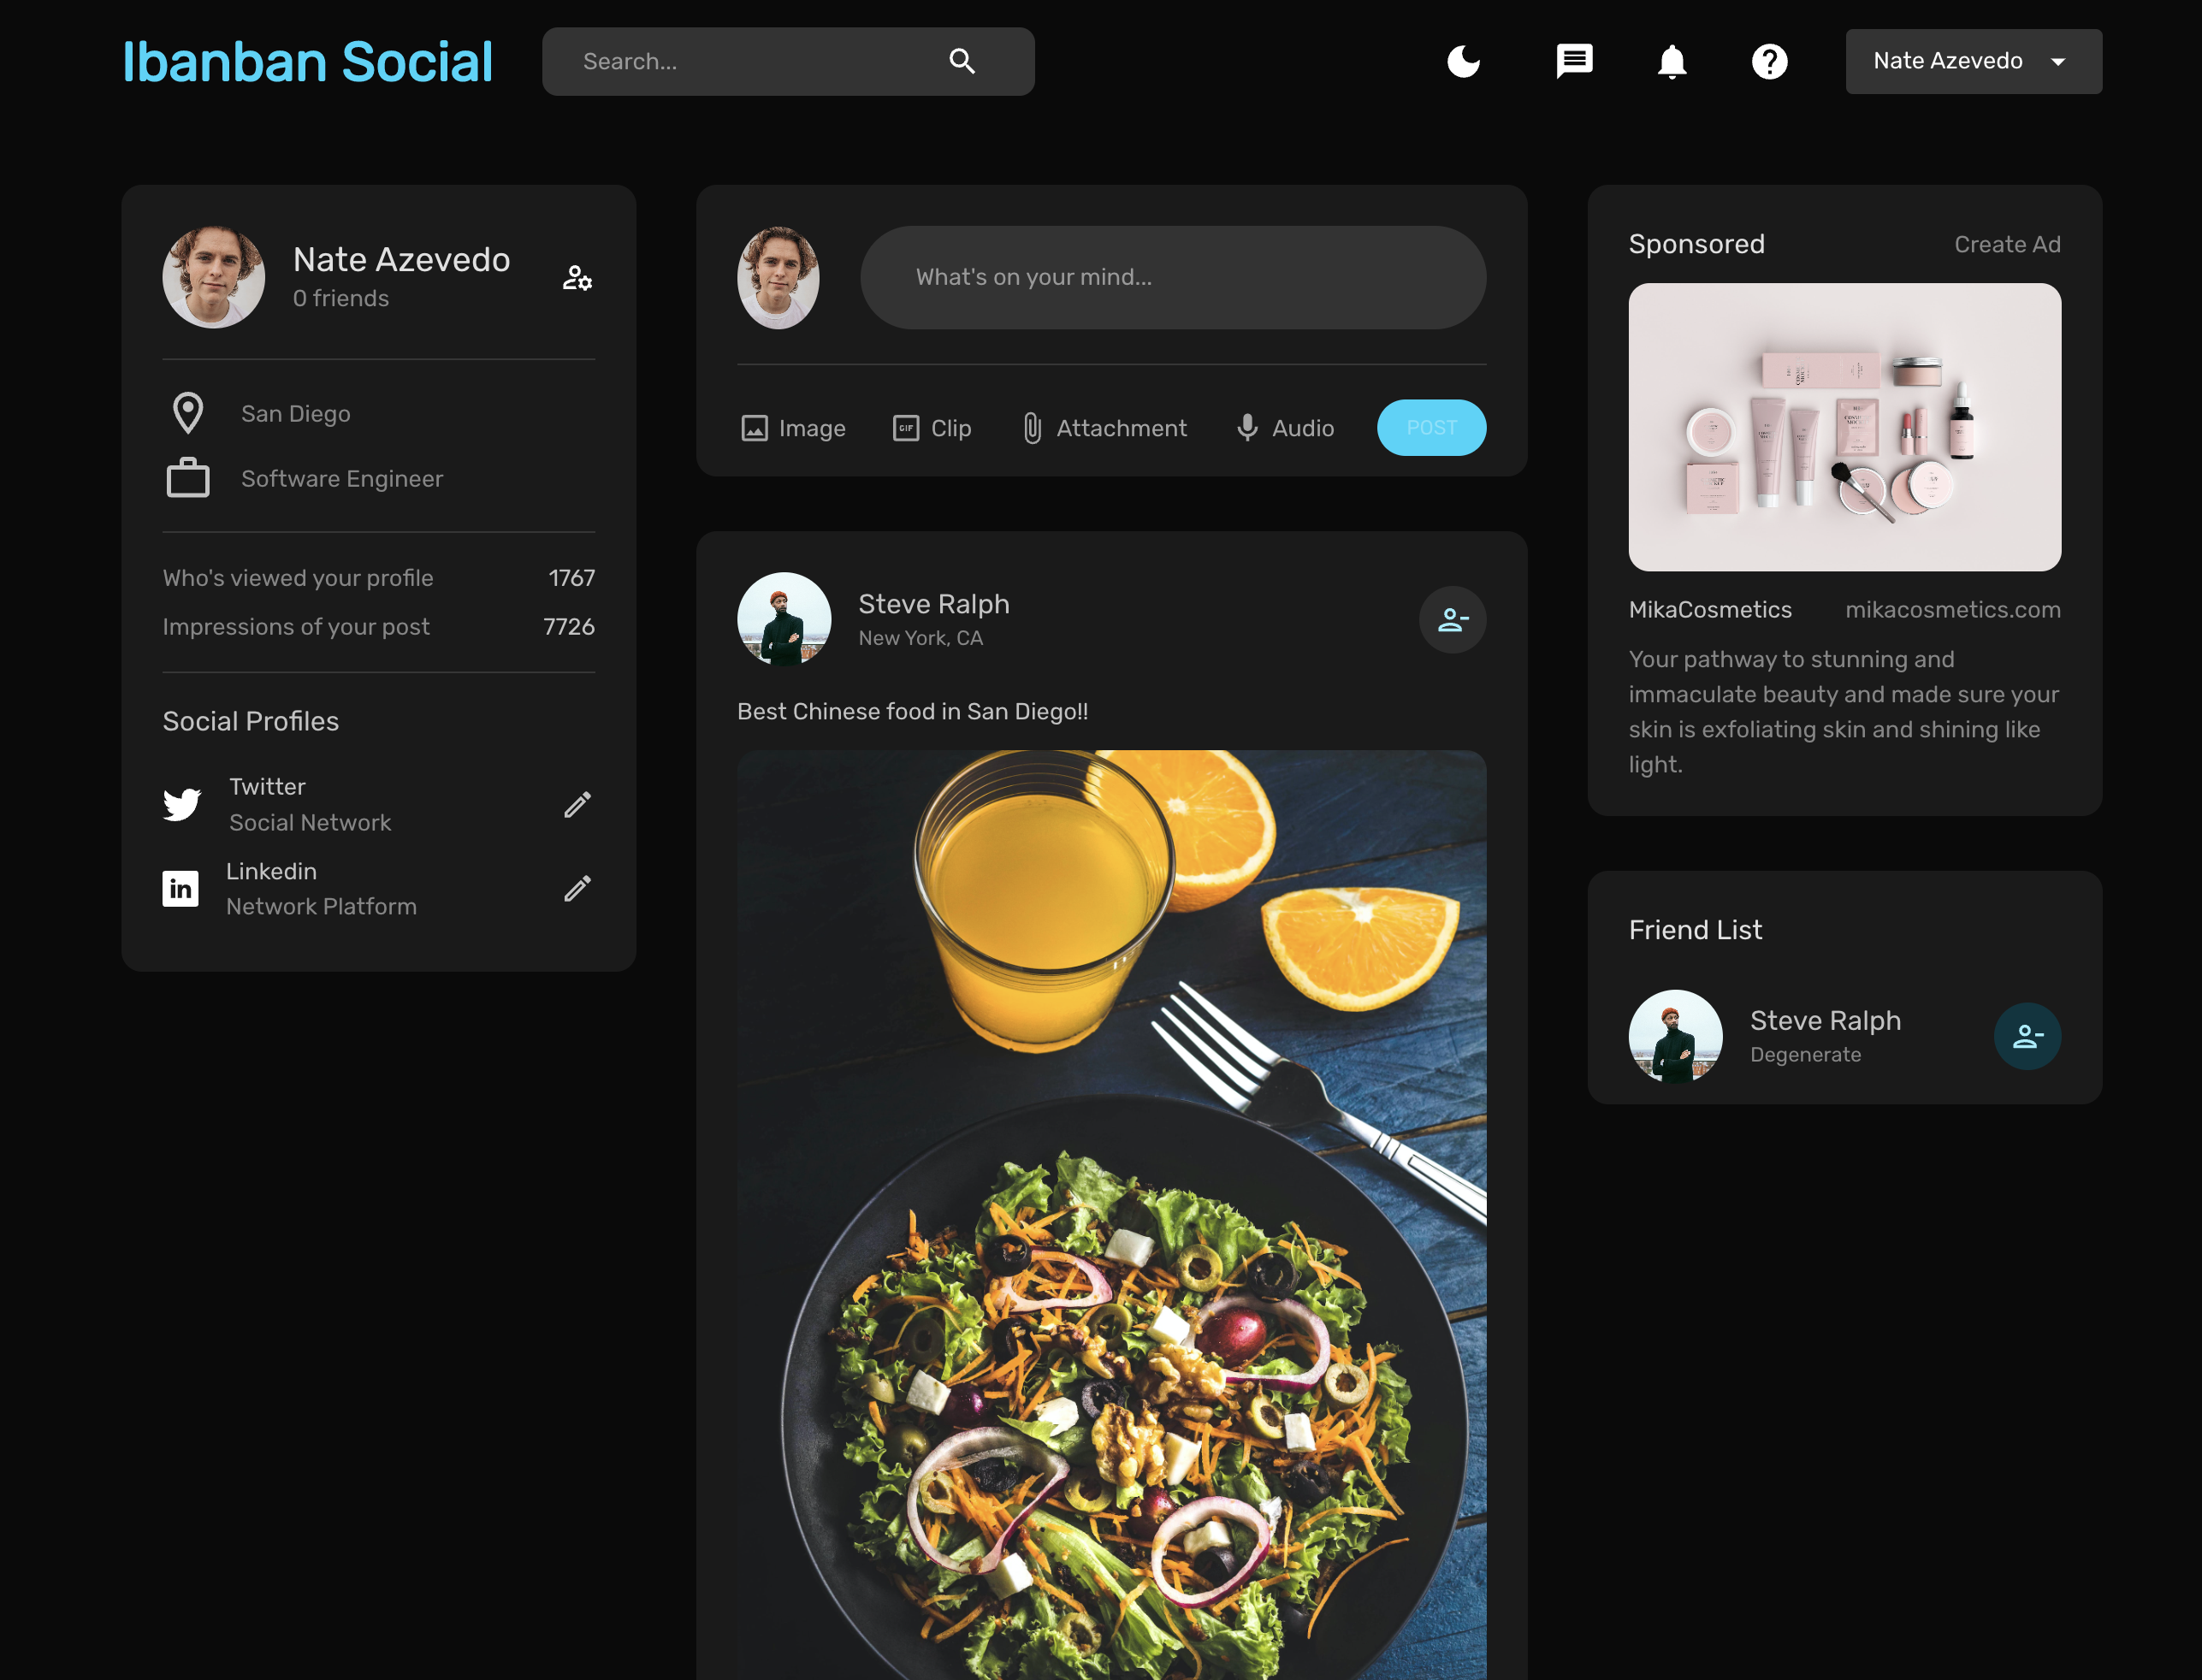 Ibanban Social
Search...
Nate Azevedo
Nate Azevedo
0 friends
San Diego
Software Engineer
Who's viewed your profile 1767
Impressions of your post 7726
Social Profiles
Twitter
Social Network
Linkedin
Network Platform
What's on your mind...
Image
GIF Clip
Attachment
Audio
POST
Steve Ralph
New York, CA
Best Chinese food in San Diego!!
Sponsored Create Ad
MikaCosmetics mikacosmetics.com
Your pathway to stunning and
immaculate beauty and made sure your
skin is exfoliating skin and shining like
light.
Friend List
Steve Ralph
Degenerate